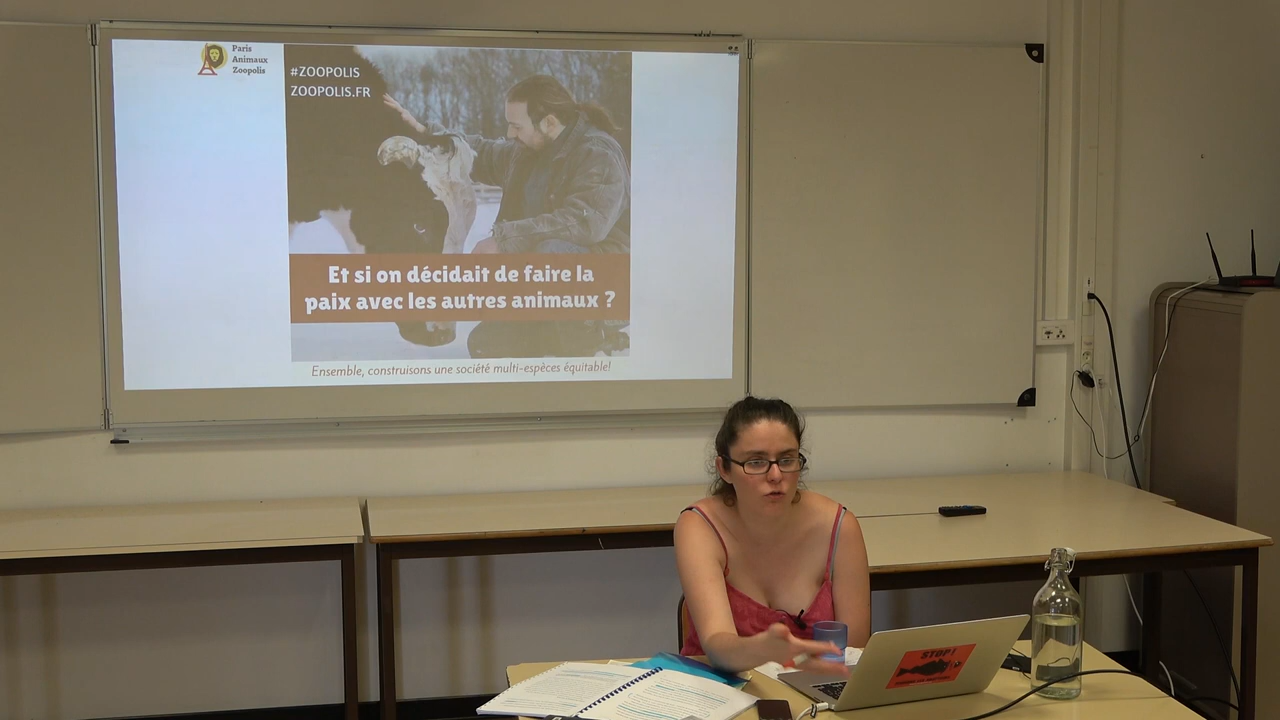 Paris
Animaux
Zoopolis
#ZOOPOLIS
ZOOPOLIS.FR
Et si on décidait de faire la
paix avec les autres animaux ?
Ensemble, construisons une société multi-espèces équitable!
STOP!